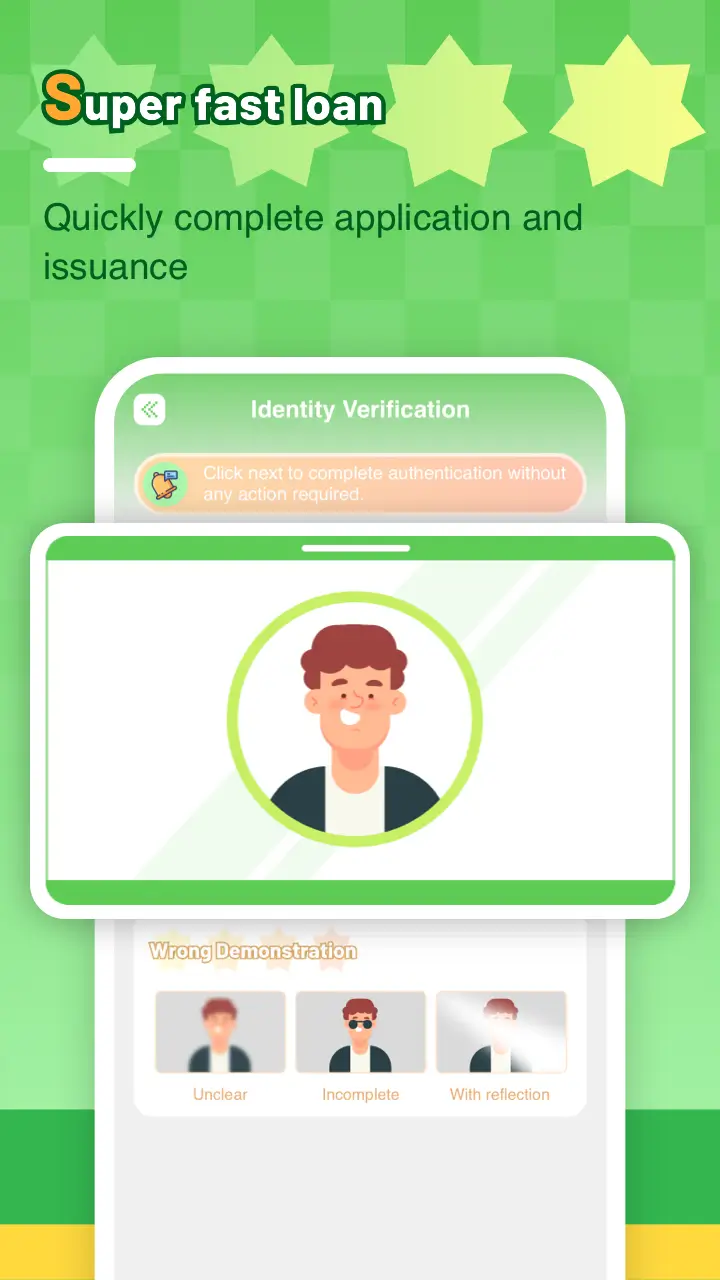 Super fast loan
Quickly complete application and
issuance
Identity Verification
Click next to complete authentication without
any action required.
Wrong Demonstration
Unclear
Incomplete
With reflection